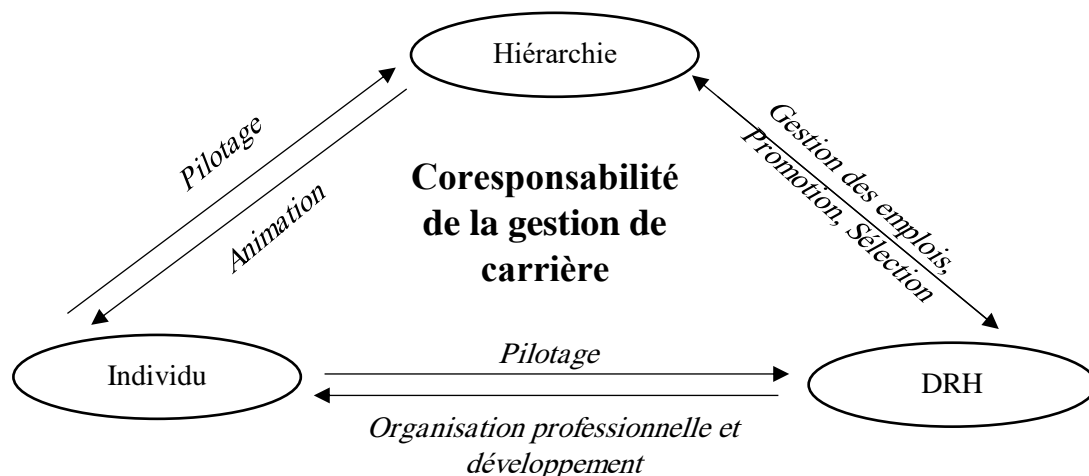 Hiérarchie
Pilotage
Animation
Gestion des emplois,
Promotion, Sélection
Coresponsabilité
de la gestion de
carrière
Individu
Pilotage
DRH
Organisation professionnelle et
développement